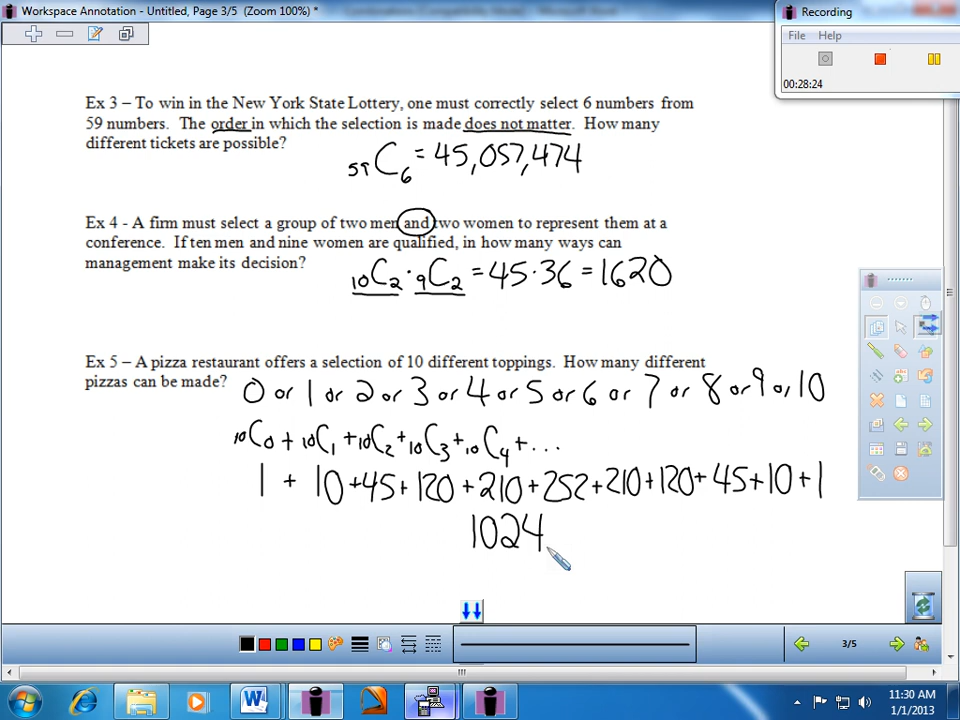 Workspace Annotation - Untitled, Page 3/5 (Zoom 100%) *
Recording
File Help
00:28:24
Ex 3 – To win in the New York State Lottery, one must correctly select 6 numbers from
59 numbers. The order in which the selection is made does not matter. How many
different tickets are possible?
59C6 = 45,057,474
Ex 4 - A firm must select a group of two men and two women to represent them at a
conference. If ten men and nine women are qualified, in how many ways can
management make its decision?
10C2 · 9C2 = 45·36 = 1620
Ex 5 – A pizza restaurant offers a selection of 10 different toppings. How many different
pizzas can be made?
0 or 1 or 2 or 3 or 4 or 5 or 6 or 7 or 8 or 9 or 10
10C0 + 10C1 + 10C2 + 10C3 + 10C4 + ...
1 + 10 + 45 + 120 + 210 + 252 + 210 + 120 + 45 + 10 + 1
1024
3/5
11:30 AM
1/1/2013